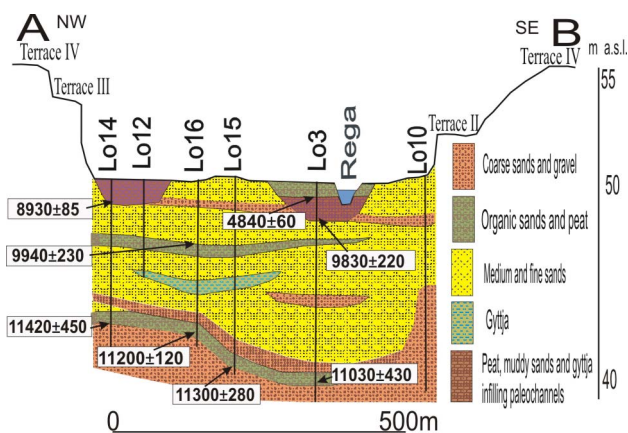 A NW
SE B
Terrace IV
Terrace III
Terrace IV
m a.s.l.
55
Lo14
Lo12
Lo16
Lo15
Lo3
Rega
Lo10
Terrace II
50
8930±85
4840±60
9940±230
9830±220
11420±450
11200±120
11300±280
11030±430
40
0
500m
Coarse sands and gravel
Organic sands and peat
Medium and fine sands
Gyttja
Peat, muddy sands and gyttja
infilling paleochannels